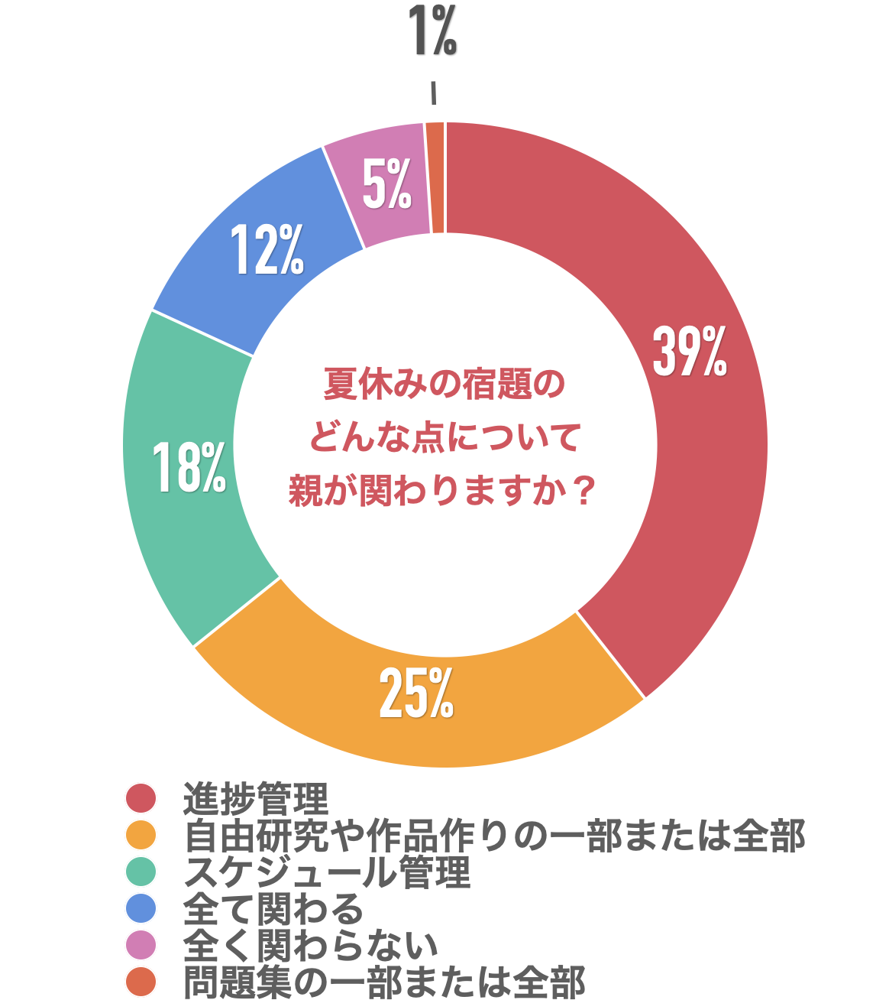 1%
5%
12%
39%
18%
25%
夏休みの宿題の
どんな点について
親が関わりますか？
進捗管理
自由研究や作品作りの一部または全部
スケジュール管理
全て関わる
全く関わらない
問題集の一部または全部